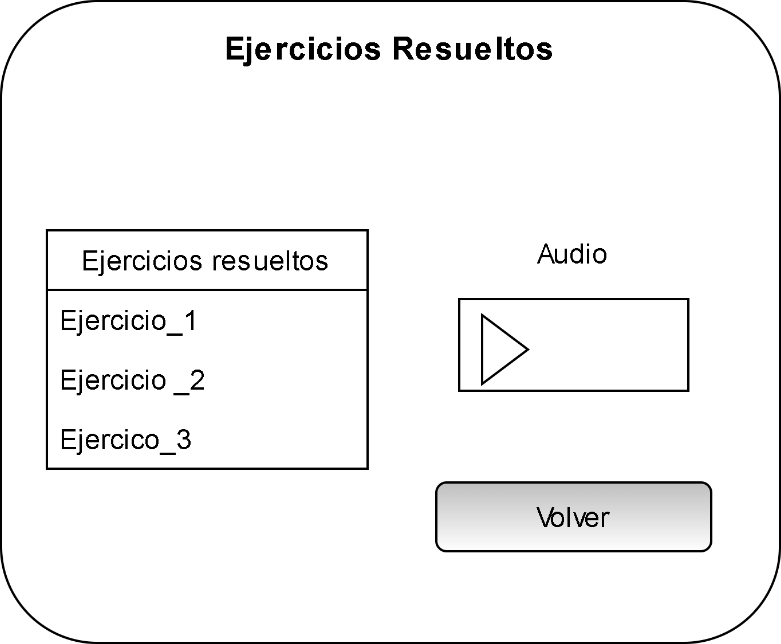 Ejercicios Resueltos
Ejercicios resueltos
Ejercicio_1
Ejercicio _2
Ejercico_3
Audio
Volver